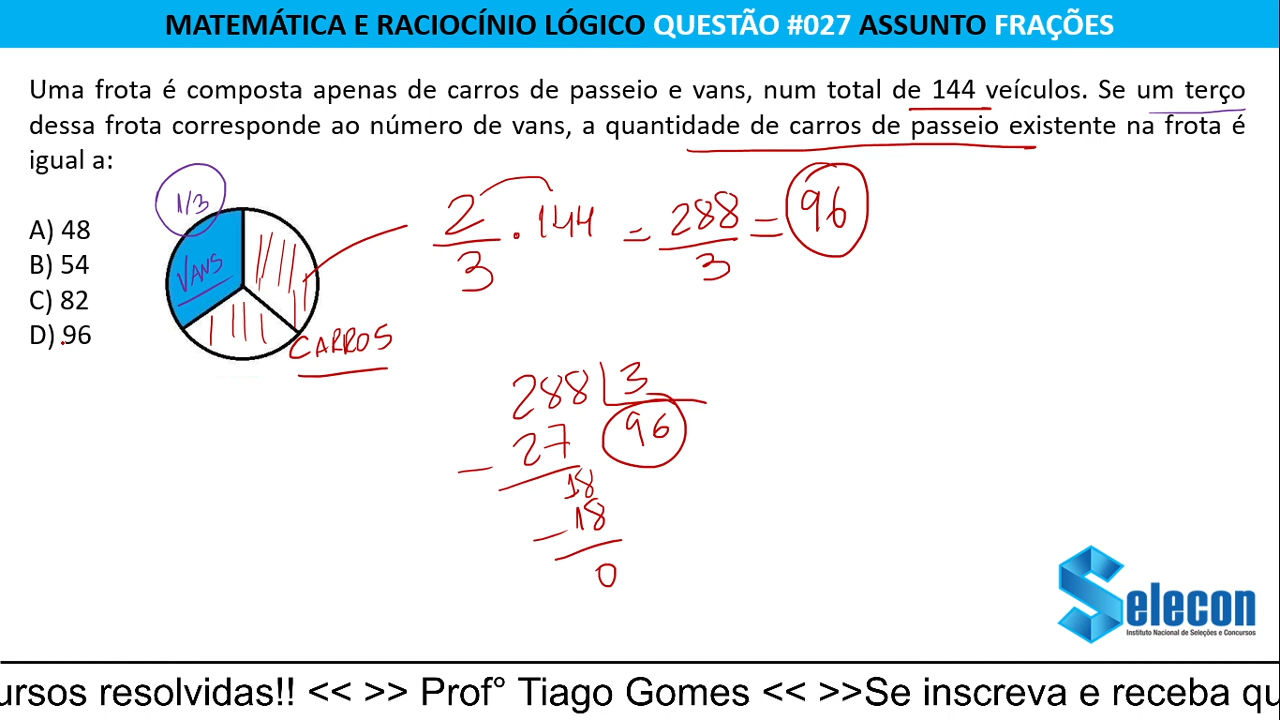 MATEMÁTICA E RACIOCÍNIO LÓGICO QUESTÃO #027 ASSUNTO FRAÇÕES
Uma frota é composta apenas de carros de passeio e vans, num total de 144 veículos. Se um terço
dessa frota corresponde ao número de vans, a quantidade de carros de passeio existente na frota é
igual a:
A) 48
B) 54
C) 82
D) 96
1/3
VANS
CARROS
2/3 . 144 = 288/3 = 96
288 3
- 27 96
18
- 18
0
Selecon
Instituto Nacional de Seleções e Concursos
ursos resolvidas!! << >> Prof° Tiago Gomes << >>Se inscreva e receba qu